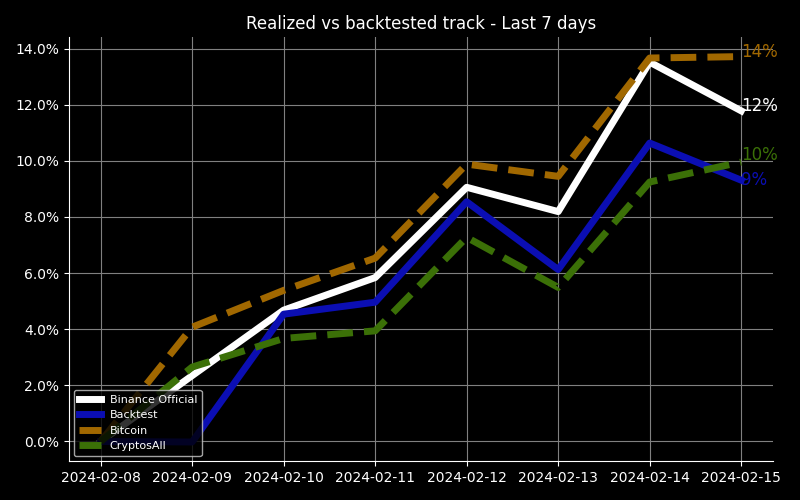 Realized vs backtested track - Last 7 days
14.0%
12.0%
10.0%
8.0%
6.0%
4.0%
2.0%
0.0%
14%
12%
10%
9%
Binance Official
Backtest
Bitcoin
CryptosAll
2024-02-08 2024-02-09 2024-02-10 2024-02-11 2024-02-12 2024-02-13 2024-02-14 2024-02-15